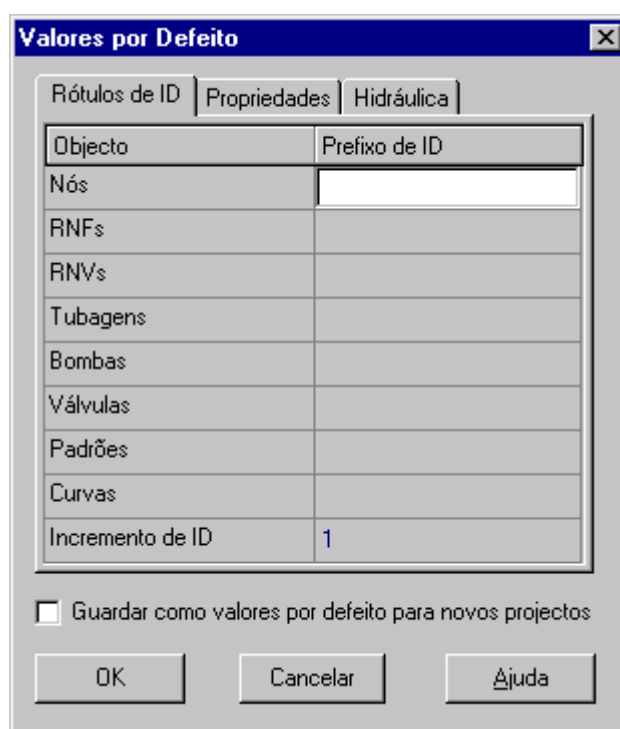 Valores por Defeito
Rótulos de ID Propriedades Hidráulica
Objecto Prefixo de ID
Nós
RNFs
RNVs
Tubagens
Bombas
Válvulas
Padrões
Curvas
Incremento de ID 1
Guardar como valores por defeito para novos projectos
OK Cancelar Ajuda